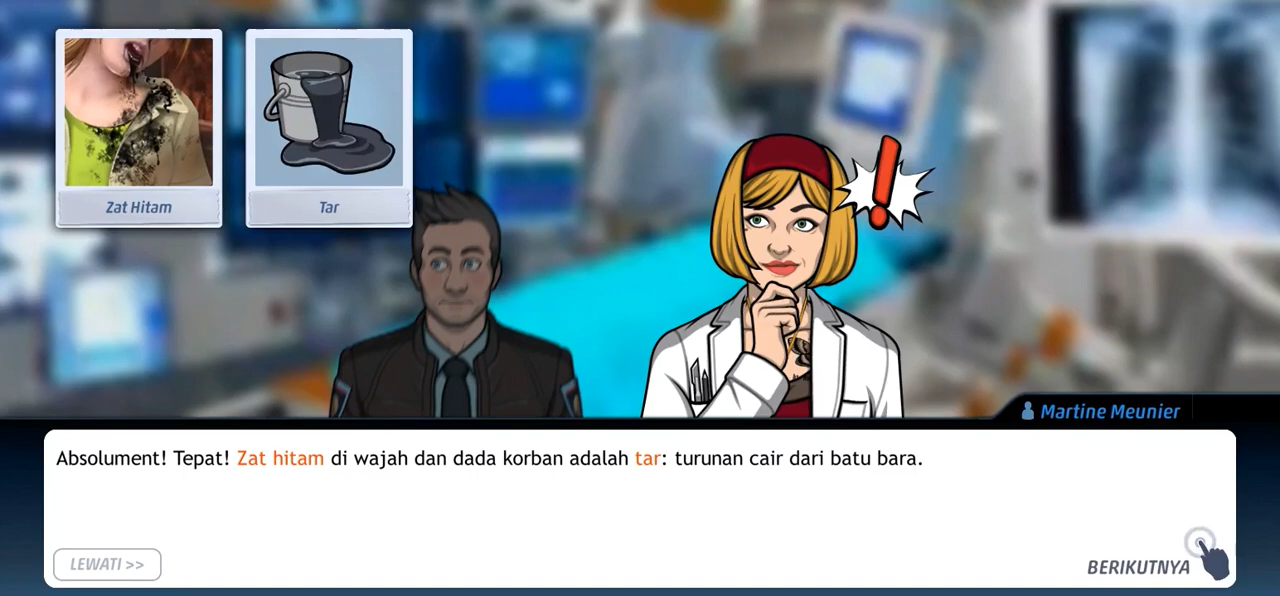 Zat Hitam
Tar
Martine Meunier
Absolument! Tepat! Zat hitam di wajah dan dada korban adalah tar: turunan cair dari batu bara.
LEWATI >>
BERIKUTNYA